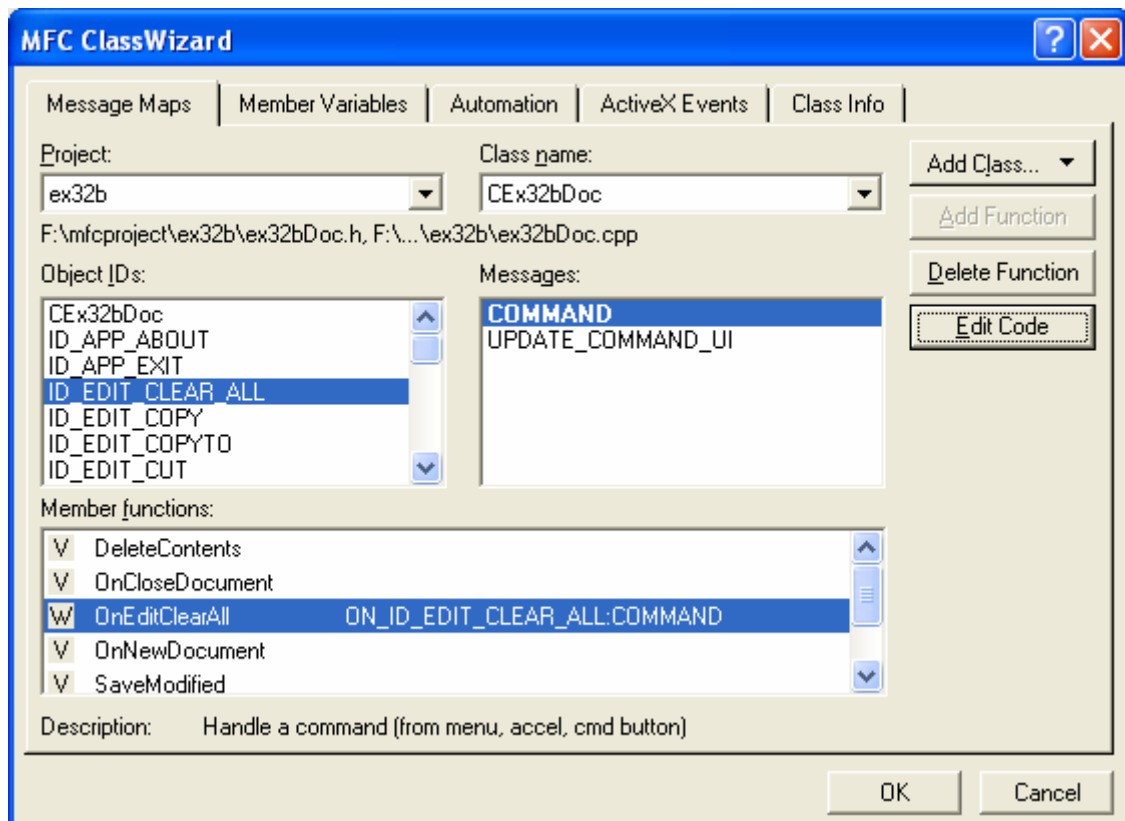 MFC ClassWizard
Message Maps
Member Variables
Automation
ActiveX Events
Class Info
Project:
Class name:
ex32b
CEx32bDoc
Add Class...
Add Function
F:\mfcproject\ex32b\ex32bDoc.h, F:\...\ex32b\ex32bDoc.cpp
Object IDs:
Messages:
Delete Function
Edit Code
CEx32bDoc
ID_APP_ABOUT
ID_APP_EXIT
ID_EDIT_CLEAR_ALL
ID_EDIT_COPY
ID_EDIT_COPYTO
ID_EDIT_CUT
COMMAND
UPDATE_COMMAND_UI
Member functions:
V DeleteContents
V OnCloseDocument
W OnEditClearAll ON_ID_EDIT_CLEAR_ALL:COMMAND
V OnNewDocument
V SaveModified
Description: Handle a command (from menu, accel, cmd button)
OK
Cancel